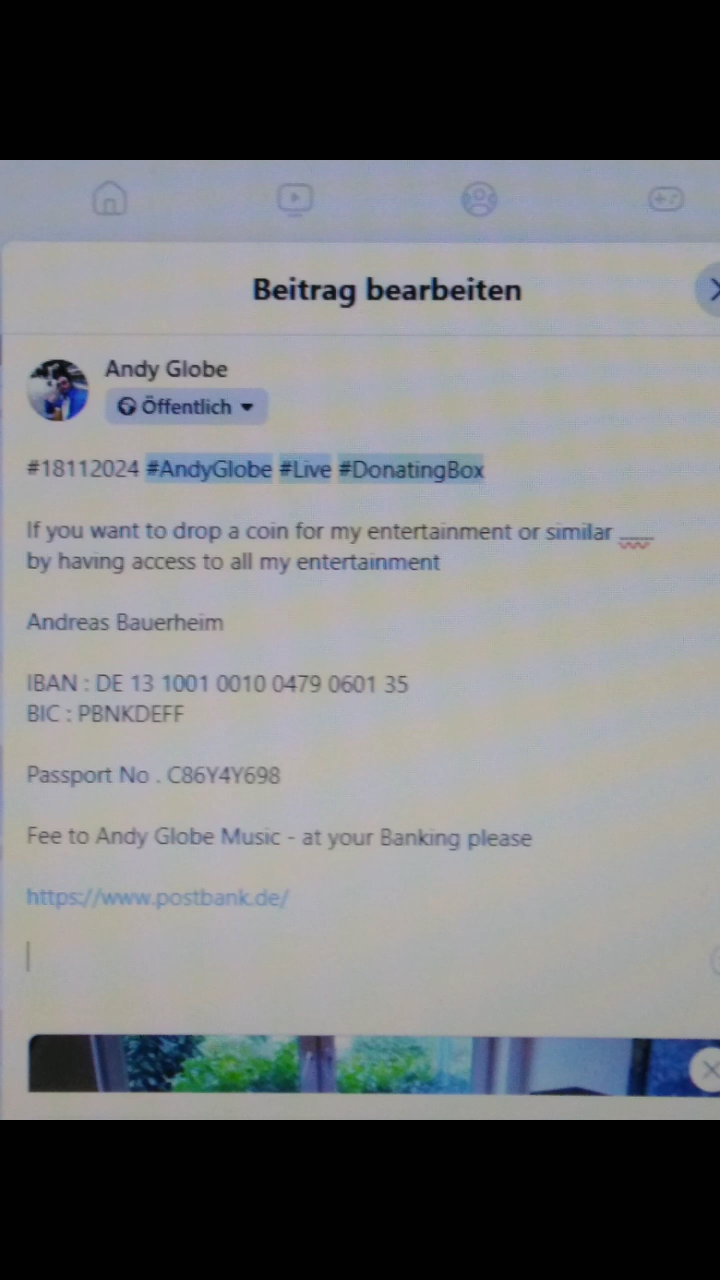 Beitrag bearbeiten
Andy Globe
Öffentlich
#18112024 #AndyGlobe #Live #DonatingBox
If you want to drop a coin for my entertainment or similar ......
by having access to all my entertainment
Andreas Bauerheim
IBAN : DE 13 1001 0010 0479 0601 35
BIC : PBNKDEFF
Passport No . C86Y4Y698
Fee to Andy Globe Music - at your Banking please
https://www.postbank.de/